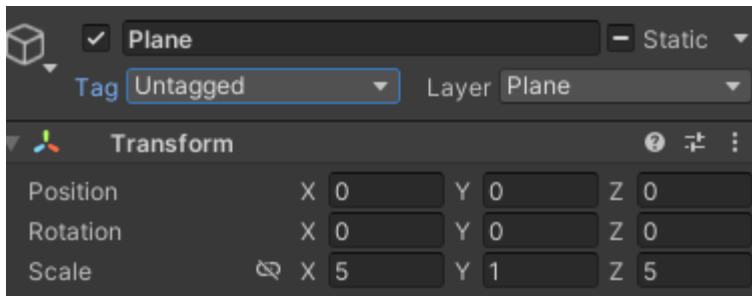 Plane Static
Tag Untagged Layer Plane
Transform
Position X 0 Y 0 Z 0
Rotation X 0 Y 0 Z 0
Scale X 5 Y 1 Z 5